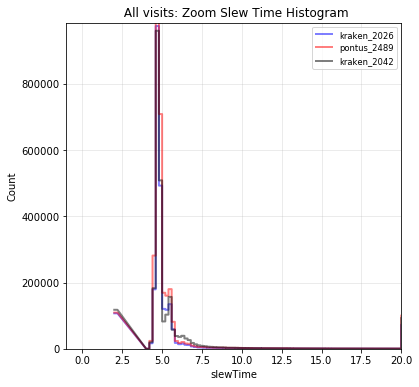 All visits: Zoom Slew Time Histogram
kraken_2026
pontus_2489
kraken_2042
800000
600000
400000
200000
0
Count
0.0 2.5 5.0 7.5 10.0 12.5 15.0 17.5 20.0
slewTime